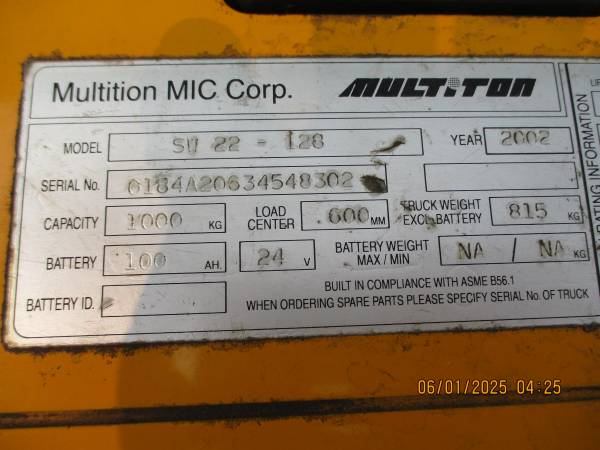 Multition MIC Corp. MULTiTON
MODEL SW 22 - 128 YEAR 2002
SERIAL No. 6184A20634548302
CAPACITY 1000 KG LOAD CENTER 600 MM TRUCK WEIGHT EXCL. BATTERY 815 KG
BATTERY 100 AH. 24 V BATTERY WEIGHT MAX / MIN NA / NA KG
BATTERY ID.
BUILT IN COMPLIANCE WITH ASME B56.1
WHEN ORDERING SPARE PARTS PLEASE SPECIFY SERIAL No. OF TRUCK
RATING INFORMATION
06/01/2025 04:25